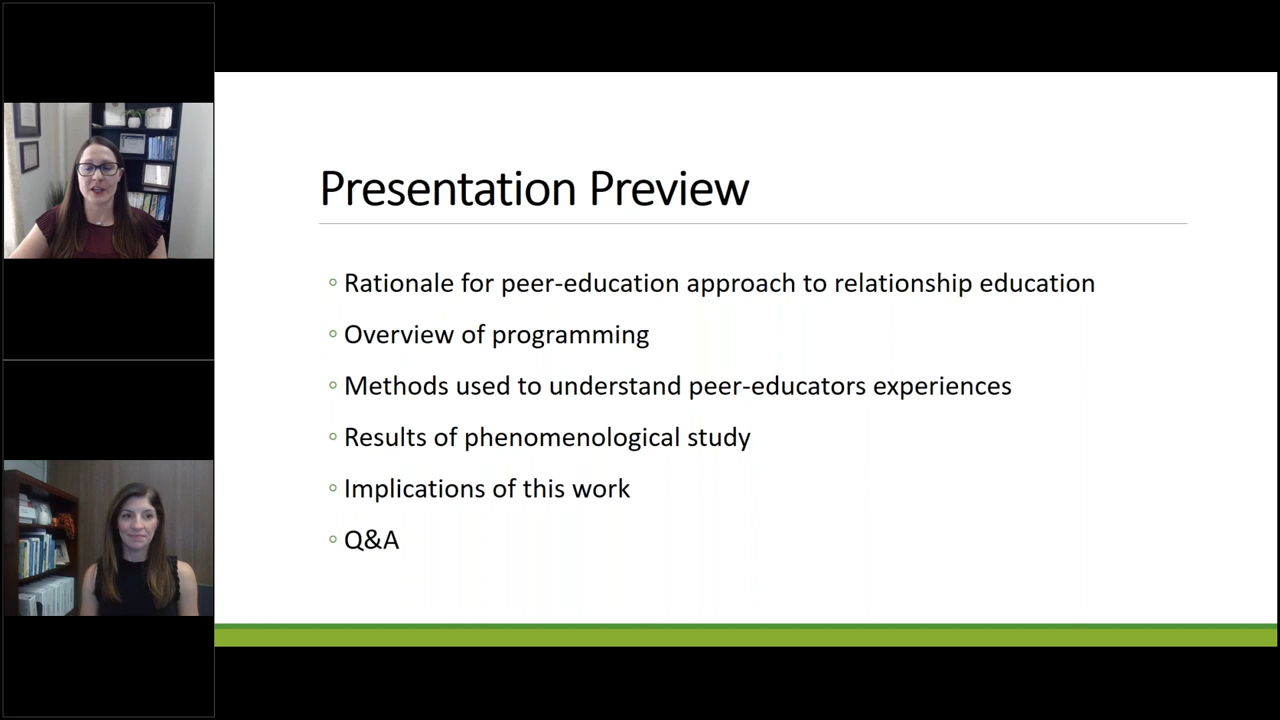 Presentation Preview
Rationale for peer-education approach to relationship education
Overview of programming
Methods used to understand peer-educators experiences
Results of phenomenological study
Implications of this work
Q&A